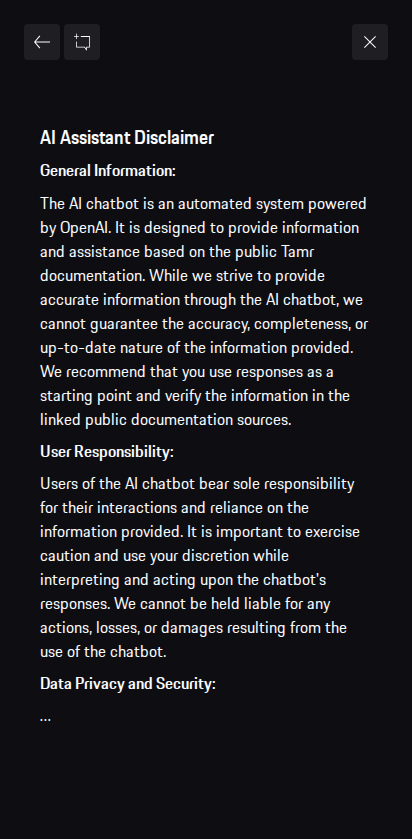 AI Assistant Disclaimer
General Information:
The AI chatbot is an automated system powered
by OpenAI. It is designed to provide information
and assistance based on the public Tamr
documentation. While we strive to provide
accurate information through the AI chatbot, we
cannot guarantee the accuracy, completeness, or
up-to-date nature of the information provided.
We recommend that you use responses as a
starting point and verify the information in the
linked public documentation sources.
User Responsibility:
Users of the AI chatbot bear sole responsibility
for their interactions and reliance on the
information provided. It is important to exercise
caution and use your discretion while
interpreting and acting upon the chatbot's
responses. We cannot be held liable for any
actions, losses, or damages resulting from the
use of the chatbot.
Data Privacy and Security:
...